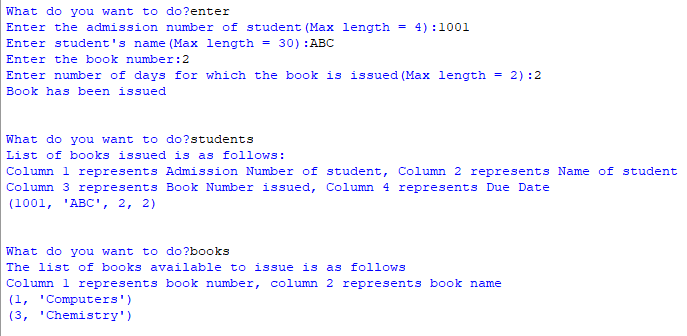 What do you want to do?enter
Enter the admission number of student(Max length = 4):1001
Enter student's name(Max length = 30):ABC
Enter the book number:2
Enter number of days for which the book is issued(Max length = 2):2
Book has been issued
What do you want to do?students
List of books issued is as follows:
Column 1 represents Admission Number of student, Column 2 represents Name of student
Column 3 represents Book Number issued, Column 4 represents Due Date
(1001, 'ABC', 2, 2)
What do you want to do?books
The list of books available to issue is as follows
Column 1 represents book number, column 2 represents book name
(1, 'Computers')
(3, 'Chemistry')